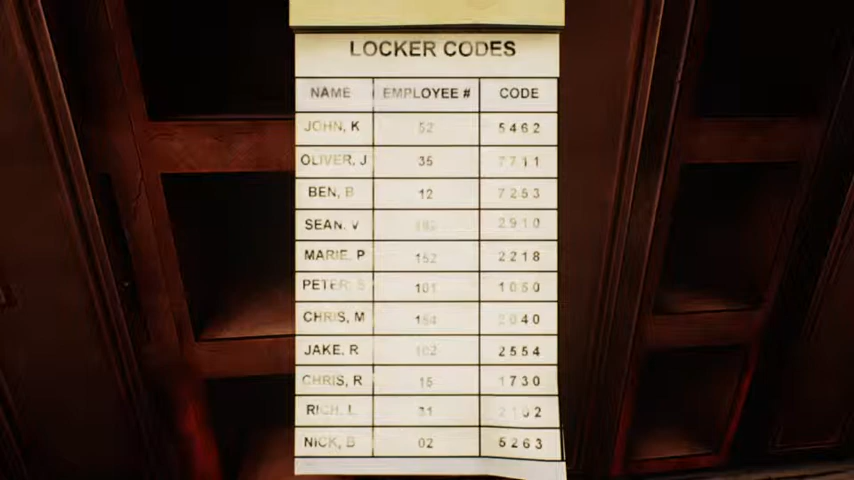 LOCKER CODES
NAME EMPLOYEE # CODE
JOHN, K 52 5462
OLIVER, J 35 7711
BEN, B 12 7253
SEAN. V 2910
MARIE. P 152 2218
PETER. S 101 1050
CHRIS, M 154 2040
JAKE. R 102 2554
CHRIS, R 15 1730
RICH. L 31
NICK, B 02 5263